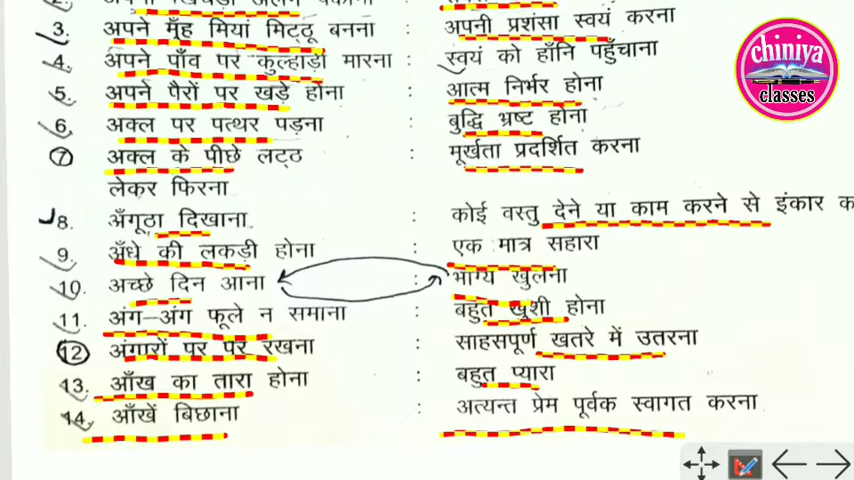 3. अपने मूँह मियां मिट्ठू बनना : अपनी प्रशंसा स्वयं करना
4. अपने पाँव पर कुल्हाड़ी मारना : स्वयं को हाँनि पहुँचाना
5. अपने पैरों पर खड़े होना : आत्म निर्भर होना
6. अक्ल पर पत्थर पड़ना : बुद्धि भ्रष्ट होना
7 अक्ल के पीछे लट्ठ : मूर्खता प्रदर्शित करना
लेकर फिरना
8. अँगूठा दिखाना : कोई वस्तु देने या काम करने से इंकार क
9. अँधे की लकड़ी होना : एक मात्र सहारा
10. अच्छे दिन आना : भाग्य खुलना
11. अंग–अंग फूले न समाना : बहुत खुशी होना
12 अंगारों पर पर रखना : साहसपूर्ण खतरे में उतरना
13. आँख का तारा होना : बहुत प्यारा
14. आँखें बिछाना : अत्यन्त प्रेम पूर्वक स्वागत करना
chiniya
classes